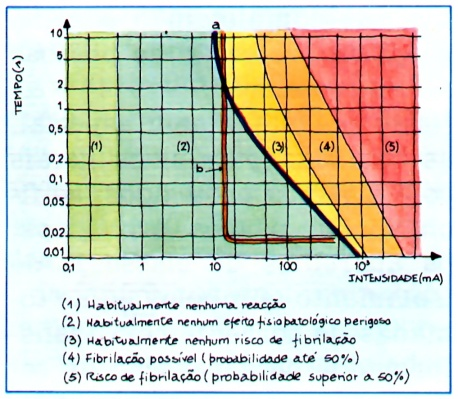 a
TEMPO(s)
10
5
2
1
0,5
0,2
0,1
0,05
0,02
0,01
(1)
(2)
(3)
(4)
(5)
b
0,1
1
10
100
10³
INTENSIDADE (mA)
(1) Habitualmente nenhuma reacção
(2) Habitualmente nenhum efeito fisiopatológico perigoso
(3) Habitualmente nenhum risco de fibrilação
(4) Fibrilação possível (probabilidade até 50%)
(5) Risco de fibrilação (probabilidade superior a 50%)